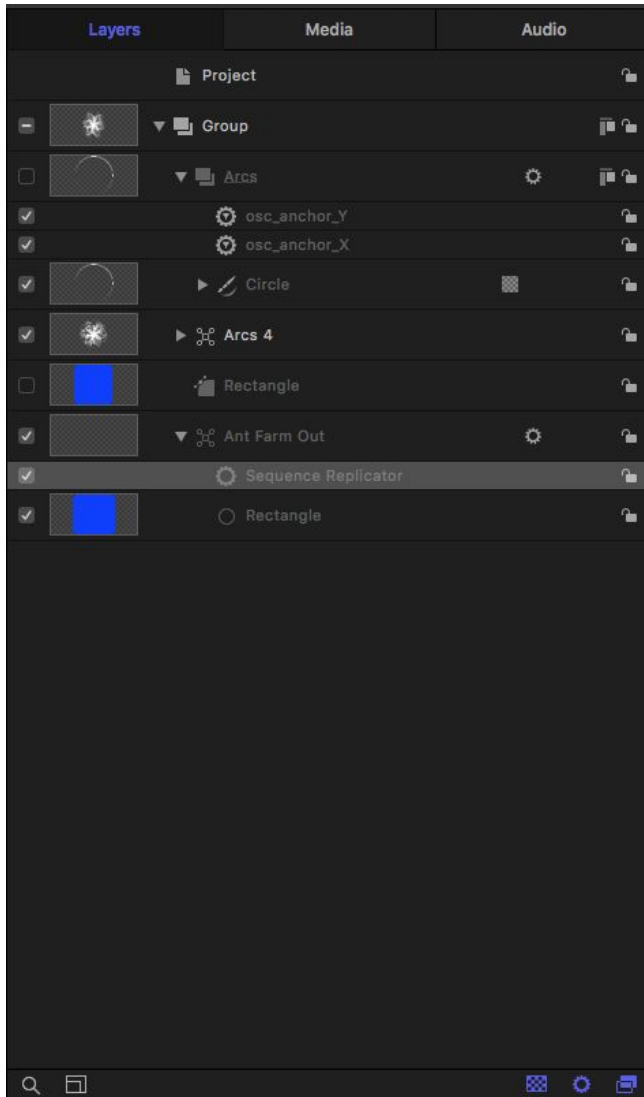 Layers Media Audio
Project
Group
Arcs
osc_anchor_Y
osc_anchor_X
Circle
Arcs 4
Rectangle
Ant Farm Out
Sequence Replicator
Rectangle